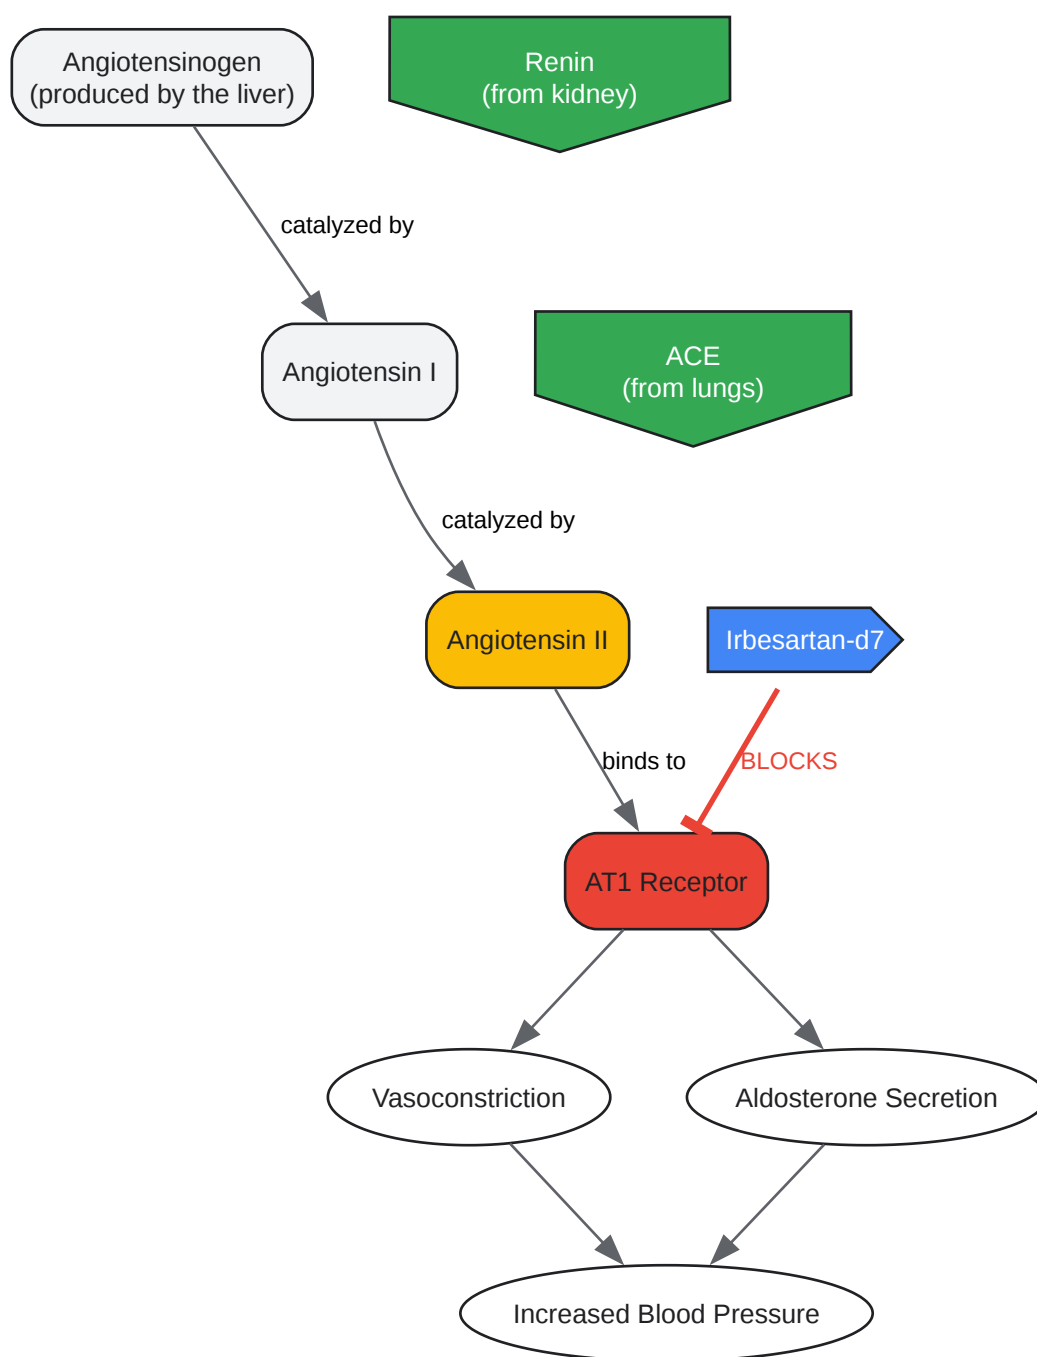 Angiotensinogen
(produced by the liver)
Renin
(from kidney)
catalyzed by
Angiotensin I
ACE
(from lungs)
catalyzed by
Angiotensin II
Irbesartan-d7
binds to
BLOCKS
AT1 Receptor
Vasoconstriction
Aldosterone Secretion
Increased Blood Pressure